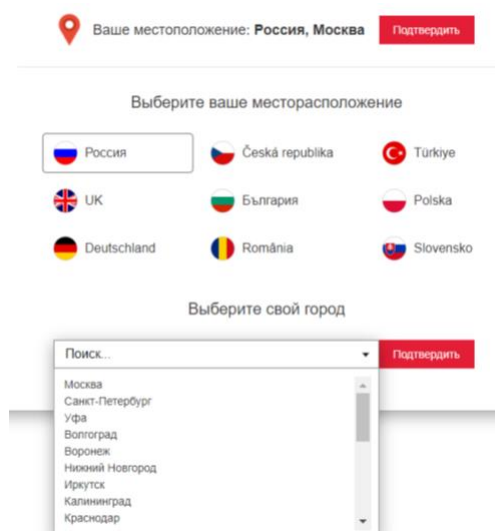 Ваше местоположение: Россия, Москва Подтвердить
Выберите ваше месторасположение
Россия Česká republika Türkiye
UK България Polska
Deutschland România Slovensko
Выберите свой город
Поиск... Подтвердить
Москва
Санкт-Петербург
Уфа
Волгоград
Воронеж
Нижний Новгород
Иркутск
Калининград
Краснодар